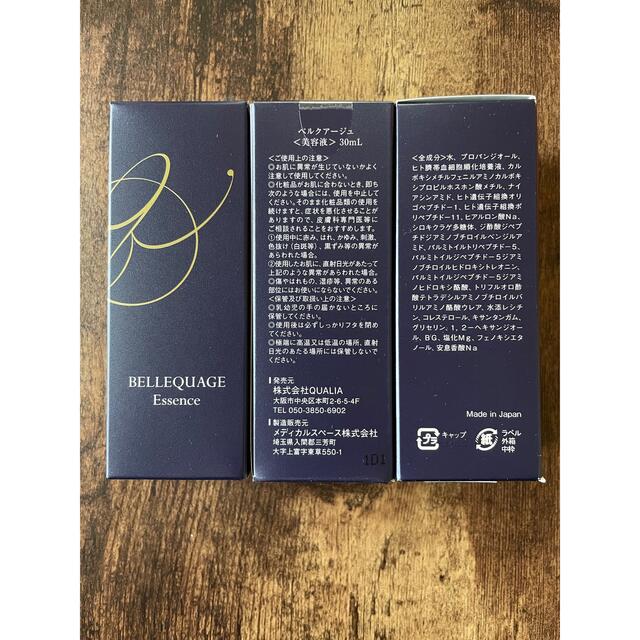 BELLEQUAGE
Essence
ベルクアージュ
＜美容液＞ 30mL
＜ご使用上の注意＞
◎お肌に異常が生じていないかよく
注意して使用してください。
◎化粧品がお肌に合わないとき、即ち
次のような場合には、使用を中止して
ください。そのまま化粧品類の使用を
続けますと、症状を悪化させることが
ありますので、皮膚科専門医等に
ご相談されることをおすすめします。
①使用中に赤み、はれ、かゆみ、刺激、
色抜け(白斑等)、黒ずみ等の異常が
あらわれた場合。
②使用したお肌に、直射日光があたって
上記のような異常があらわれた場合。
◎傷やはれもの、湿疹等、異常のある
部位にはお使いにならないでください。
＜保管及び取扱い上の注意＞
◎乳幼児の手の届かないところに
保管してください。
◎使用後は必ずしっかりフタを閉め
てください。
◎極端に高温又は低温の場所、直射
日光のあたる場所には保管しないで
ください。
発売元
株式会社QUALIA
大阪市中央区本町2-6-5-4F
TEL 050-3850-6902
製造販売元
メディカルスペース株式会社
埼玉県入間郡三芳町
大字上富字東草550-1
1D1
＜全成分＞水、プロパンジオール、
ヒト臍帯血細胞順化培養液、カル
ボキシメチルフェニルアミノカルボキ
シプロピルホスホン酸メチル、ナイ
アシンアミド、ヒト遺伝子組換オリ
ゴペプチド-1、ヒト遺伝子組換ポ
リペプチド-11、ヒアルロン酸Na、
シロキクラゲ多糖体、ジ酢酸ジペ
プチドジアミノブチロイルベンジルアミ
ド、パルミトイルトリペプチド-5、
パルミトイルジペプチド-5ジアミ
ノブチロイルヒドロキシトレオニン、
パルミトイルジペプチド-5ジアミ
ノヒドロキシ酪酸、トリフルオロ酢
酸テトラデシルアミノブチロイルバ
リルアミノ酪酸ウレア、水添レシチ
ン、コレステロール、キサンタンガム、
グリセリン、1，2-ヘキサンジオー
ル、BG、塩化Mg、フェノキシエタ
ノール、安息香酸Na
Made in Japan
プラ
キャップ
紙
ラベル
外箱
中枠